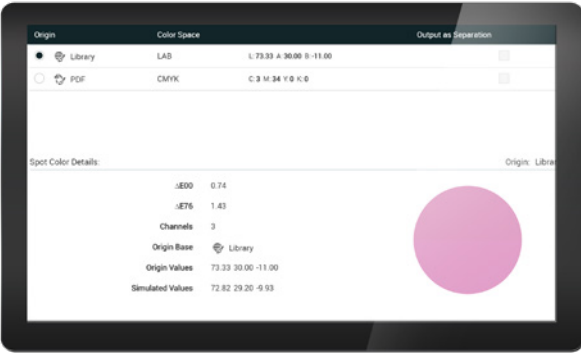 Origin Color Space Output as Separation
Library LAB L: 73.33 A: 30.00 B: -11.00
PDF CMYK C: 3 M: 34 Y: 0 K: 0
Spot Color Details: Origin: Librar
ΔE00 0.74
ΔE76 1.43
Channels 3
Origin Base Library
Origin Values 73.33 30.00 -11.00
Simulated Values 72.82 29.20 -9.93